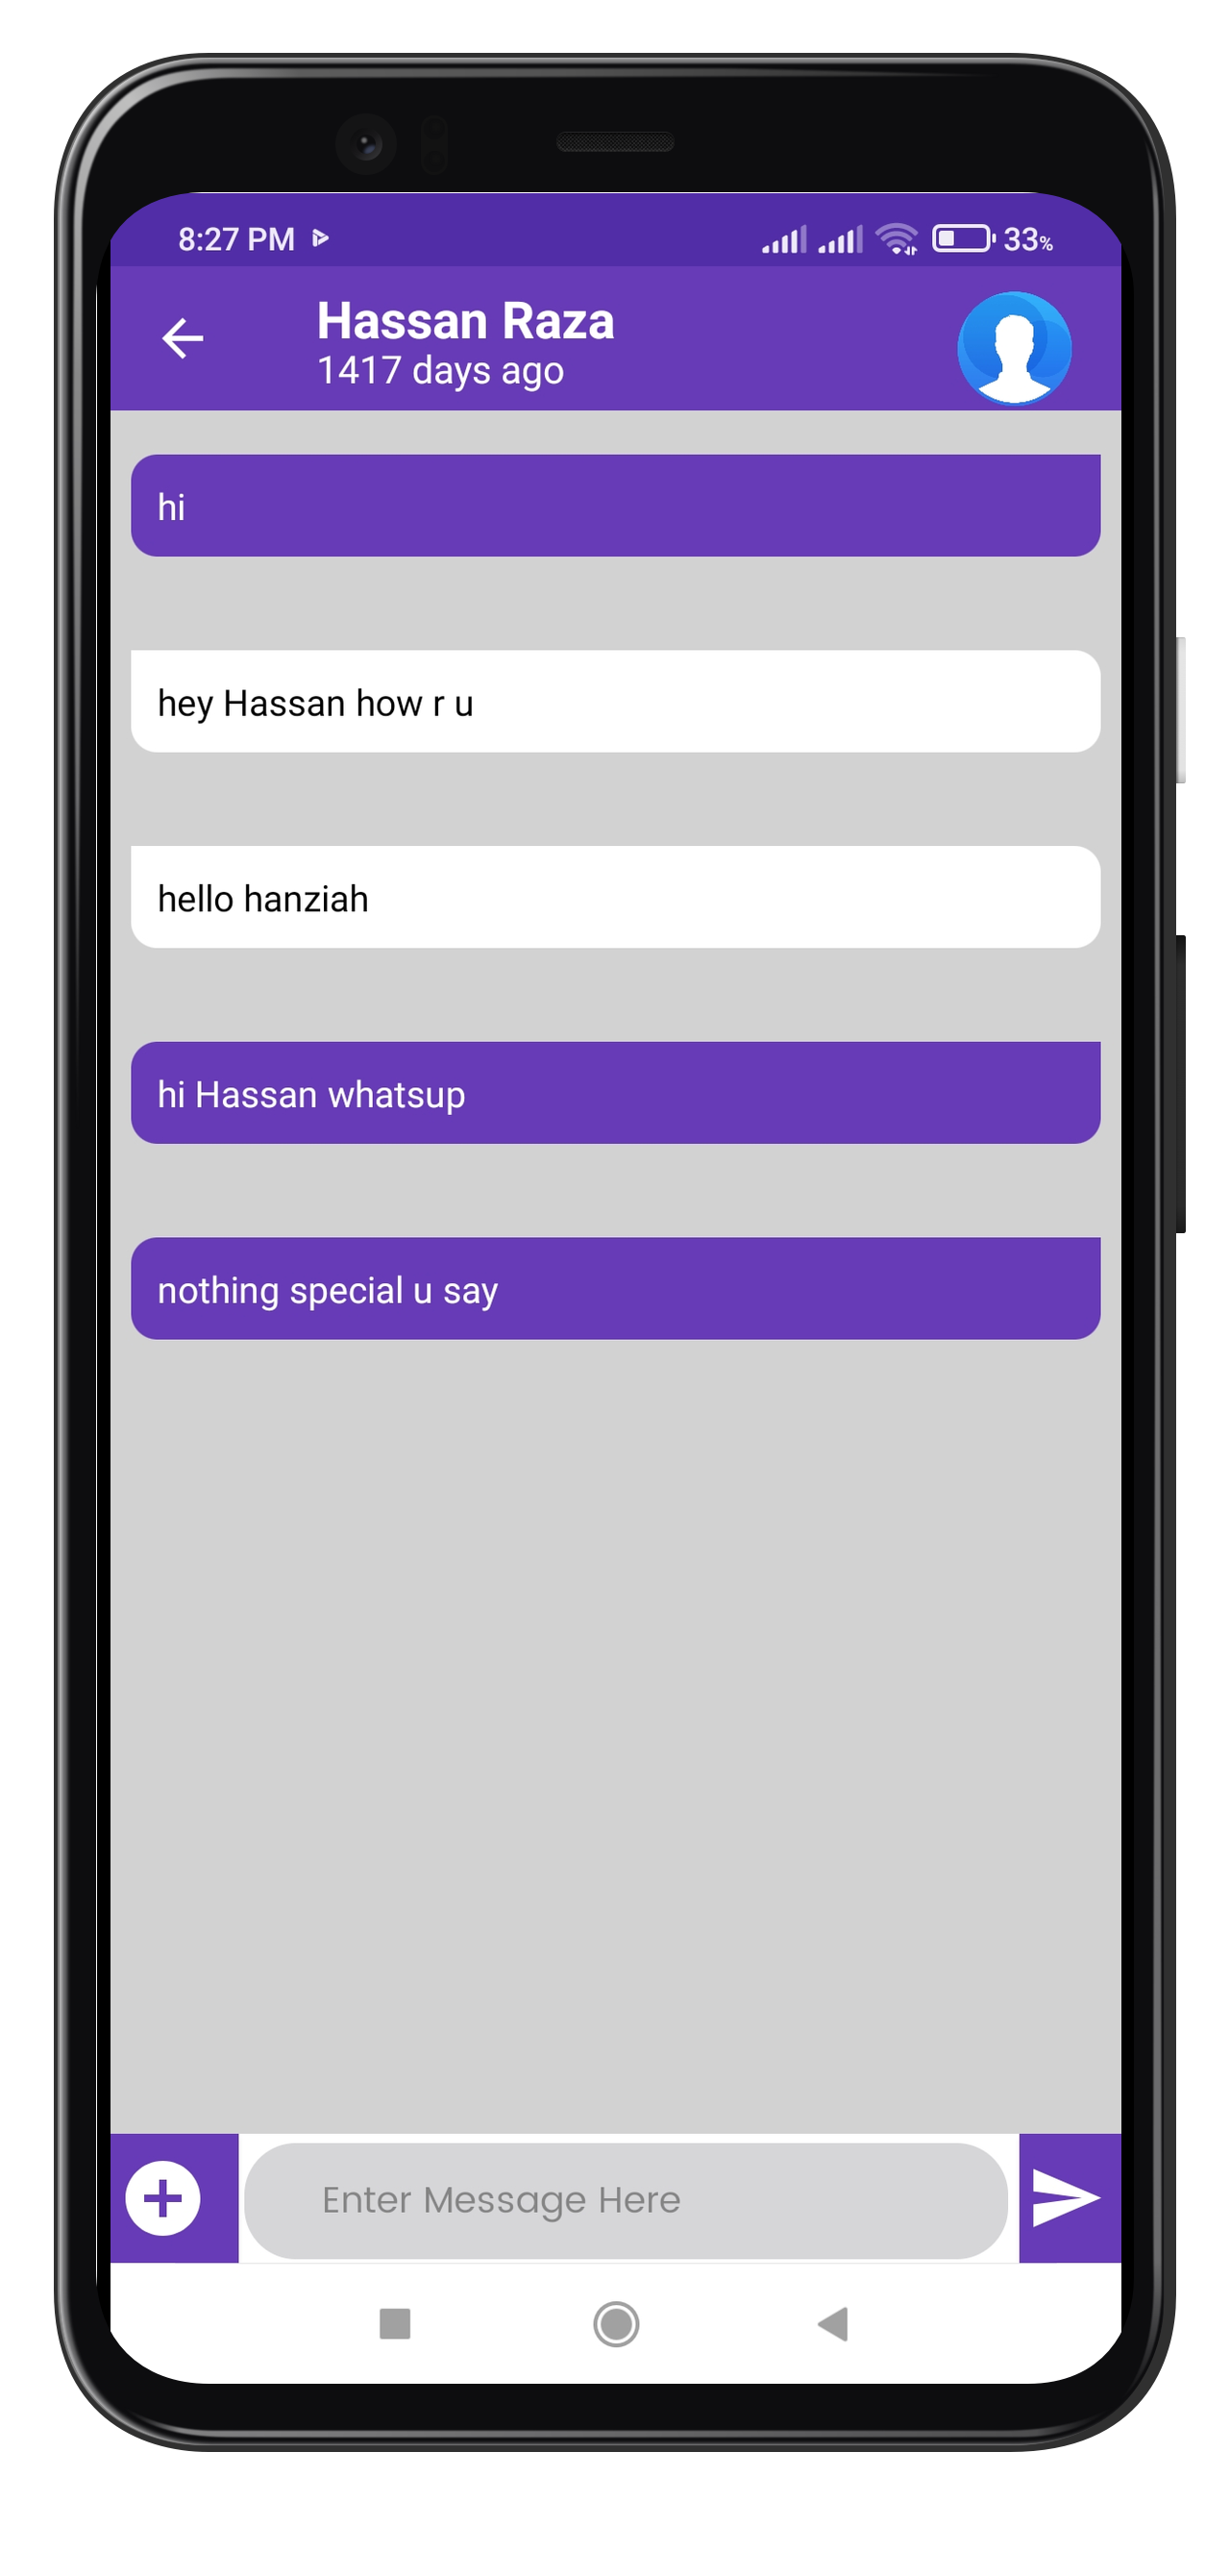 8:27 PM
33%
Hassan Raza
1417 days ago
hi
hey Hassan how r u
hello hanziah
hi Hassan whatsup
nothing special u say
Enter Message Here